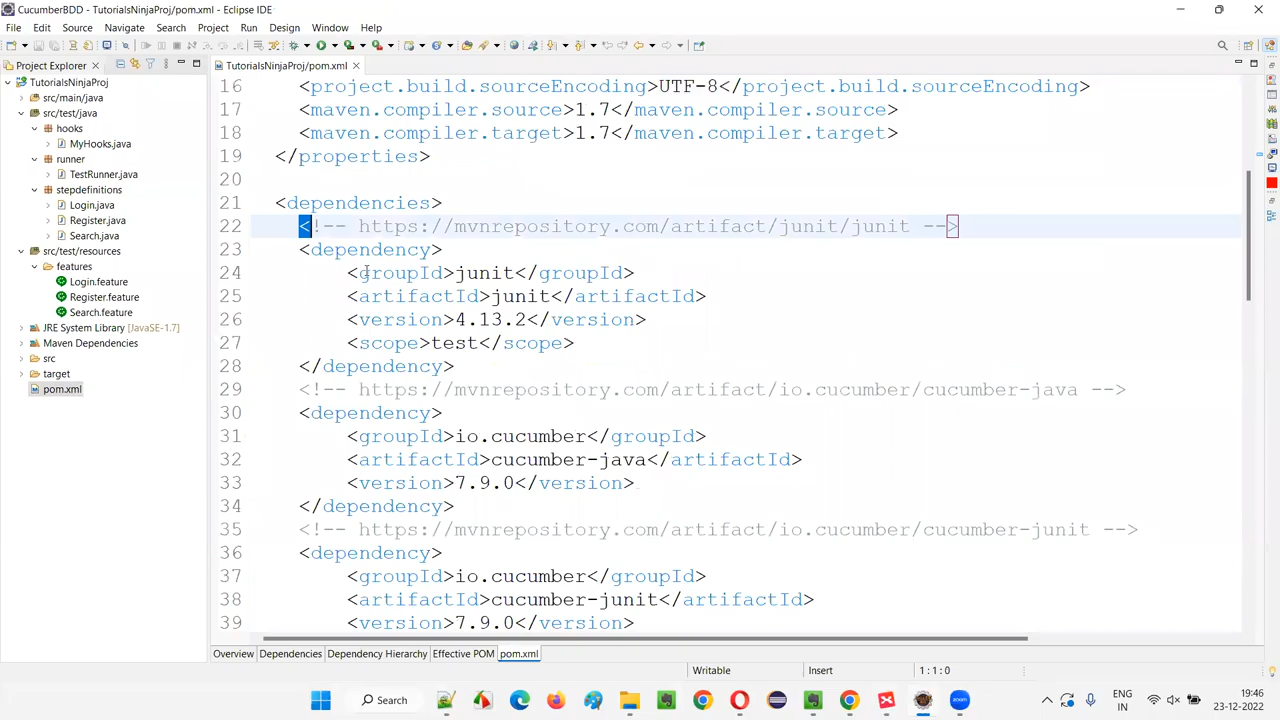 CucumberBDD - TutorialsNinjaProj/pom.xml - Eclipse IDE
File Edit Source Navigate Search Project Run Design Window Help
Project Explorer
TutorialsNinjaProj/pom.xml
TutorialsNinjaProj
src/main/java
src/test/java
hooks
MyHooks.java
runner
TestRunner.java
stepdefinitions
Login.java
Register.java
Search.java
src/test/resources
features
Login.feature
Register.feature
Search.feature
JRE System Library [JavaSE-1.7]
Maven Dependencies
src
target
pom.xml
16 <project.build.sourceEncoding>UTF-8</project.build.sourceEncoding>
17 <maven.compiler.source>1.7</maven.compiler.source>
18 <maven.compiler.target>1.7</maven.compiler.target>
19 </properties>
20
21 <dependencies>
22 <!-- https://mvnrepository.com/artifact/junit/junit -->
23 <dependency>
24 <groupId>junit</groupId>
25 <artifactId>junit</artifactId>
26 <version>4.13.2</version>
27 <scope>test</scope>
28 </dependency>
29 <!-- https://mvnrepository.com/artifact/io.cucumber/cucumber-java -->
30 <dependency>
31 <groupId>io.cucumber</groupId>
32 <artifactId>cucumber-java</artifactId>
33 <version>7.9.0</version>
34 </dependency>
35 <!-- https://mvnrepository.com/artifact/io.cucumber/cucumber-junit -->
36 <dependency>
37 <groupId>io.cucumber</groupId>
38 <artifactId>cucumber-junit</artifactId>
39 <version>7.9.0</version>
Overview Dependencies Dependency Hierarchy Effective POM pom.xml
Writable Insert 1:1:0
Search
ENG
IN
19:46
23-12-2022